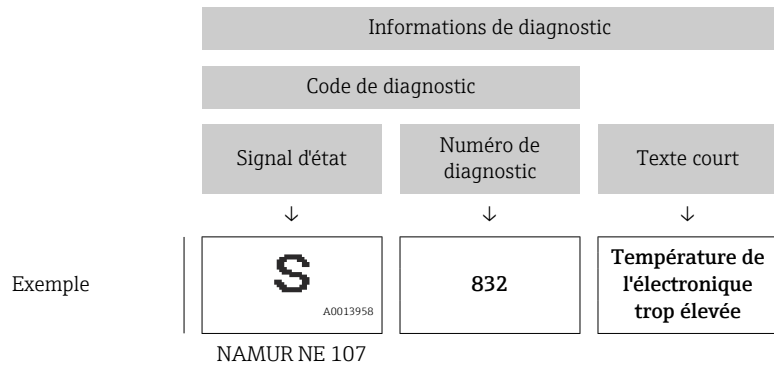 Informations de diagnostic
Code de diagnostic
Signal d'état
Numéro de
diagnostic
Texte court
↓ ↓ ↓
Exemple
S
A0013958
832
Température de
l'électronique
trop élevée
NAMUR NE 107